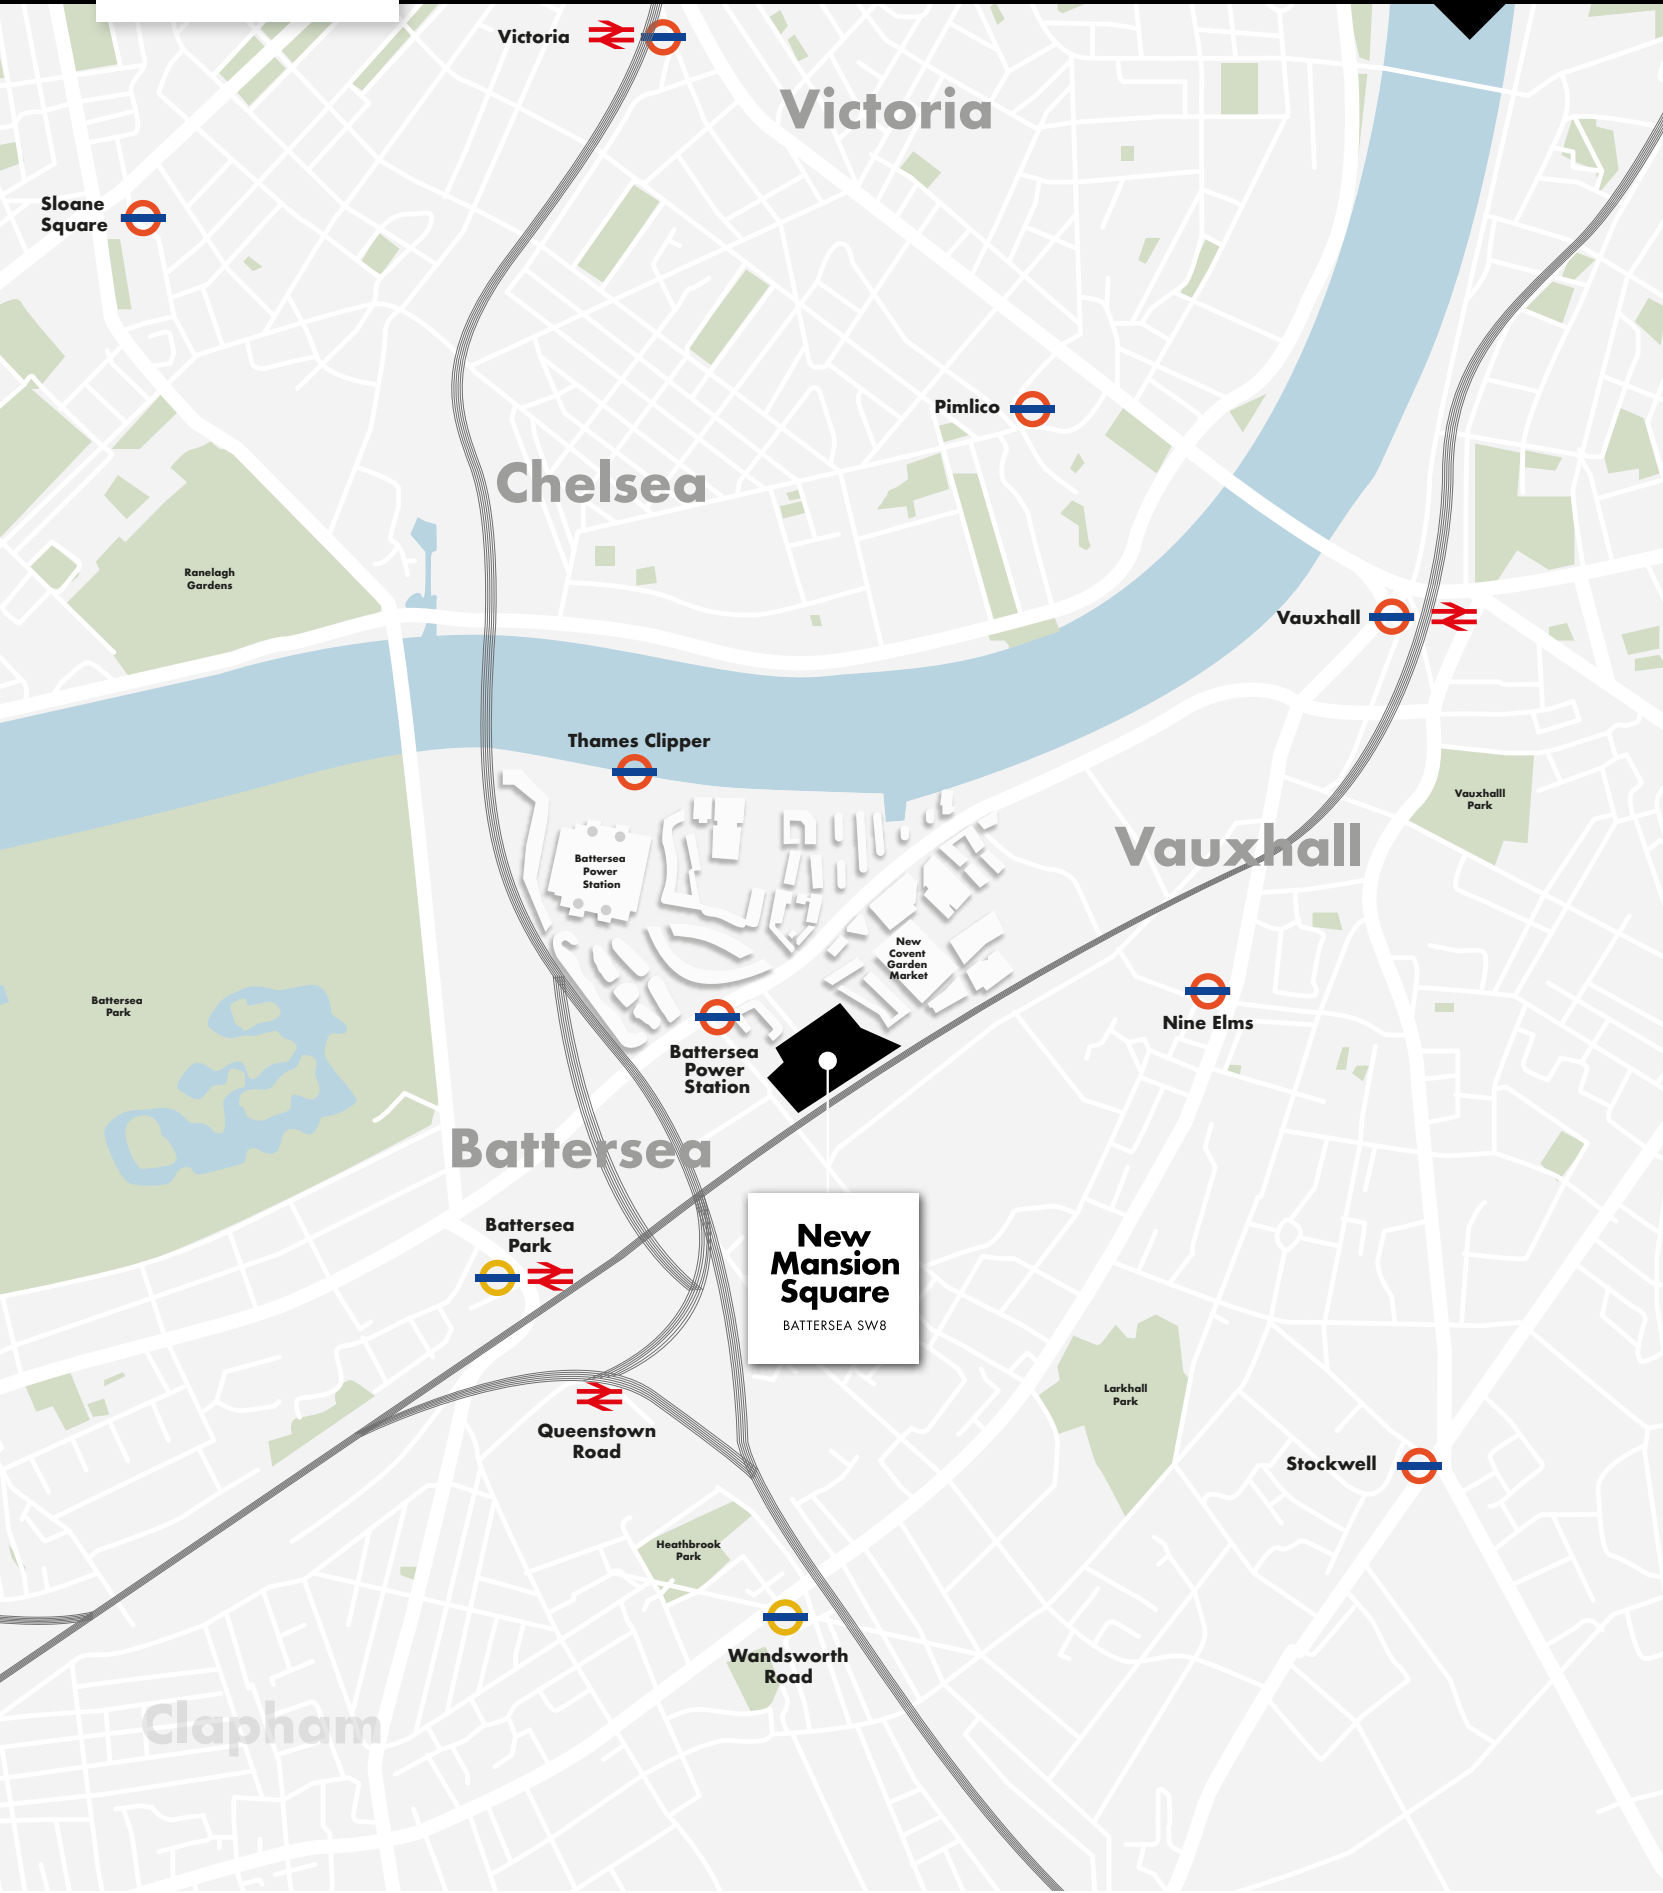 Victoria
Victoria
Sloane
Square
Pimlico
Chelsea
Ranelagh
Gardens
Vauxhall
Thames Clipper
Vauxhalll
Park
Vauxhall
Battersea
Power
Station
New
Covent
Garden
Market
Battersea
Park
Nine Elms
Battersea
Power
Station
Battersea
Battersea
Park
New
Mansion
Square
BATTERSEA SW8
Larkhall
Park
Queenstown
Road
Stockwell
Heathbrook
Park
Wandsworth
Road
Clapham